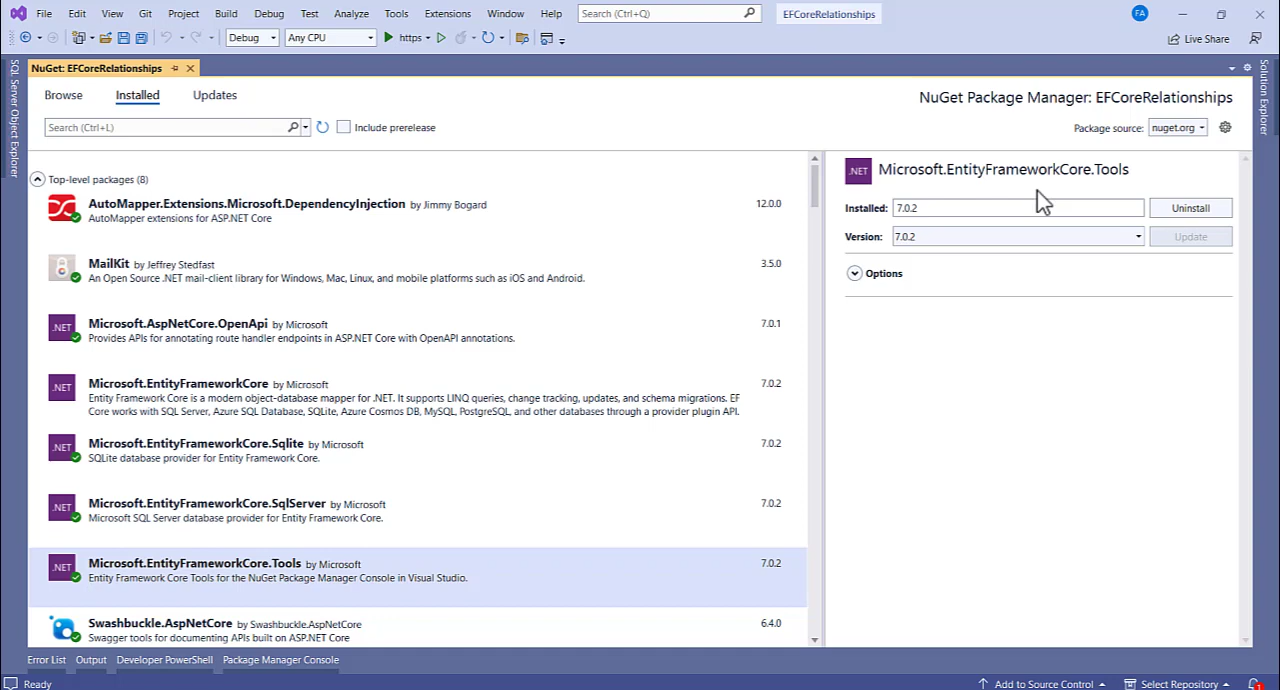 File Edit View Git Project Build Debug Test Analyze Tools Extensions Window Help Search (Ctrl+Q) EFCoreRelationships FA
Debug Any CPU https Live Share
SQL Server Object Explorer
NuGet: EFCoreRelationships
Solution Explorer
Browse Installed Updates
NuGet Package Manager: EFCoreRelationships
Search (Ctrl+L) Include prerelease
Package source: nuget.org
Top-level packages (8)
AutoMapper.Extensions.Microsoft.DependencyInjection by Jimmy Bogard 12.0.0
AutoMapper extensions for ASP.NET Core
MailKit by Jeffrey Stedfast 3.5.0
An Open Source .NET mail-client library for Windows, Mac, Linux, and mobile platforms such as iOS and Android.
.NET Microsoft.AspNetCore.OpenApi by Microsoft 7.0.1
Provides APIs for annotating route handler endpoints in ASP.NET Core with OpenAPI annotations.
.NET Microsoft.EntityFrameworkCore by Microsoft 7.0.2
Entity Framework Core is a modern object-database mapper for .NET. It supports LINQ queries, change tracking, updates, and schema migrations. EF
Core works with SQL Server, Azure SQL Database, SQLite, Azure Cosmos DB, MySQL, PostgreSQL, and other databases through a provider plugin API.
.NET Microsoft.EntityFrameworkCore.Sqlite by Microsoft 7.0.2
SQLite database provider for Entity Framework Core.
.NET Microsoft.EntityFrameworkCore.SqlServer by Microsoft 7.0.2
Microsoft SQL Server database provider for Entity Framework Core.
.NET Microsoft.EntityFrameworkCore.Tools by Microsoft 7.0.2
Entity Framework Core Tools for the NuGet Package Manager Console in Visual Studio.
Swashbuckle.AspNetCore by Swashbuckle.AspNetCore 6.4.0
Swagger tools for documenting APIs built on ASP.NET Core
.NET Microsoft.EntityFrameworkCore.Tools
Installed: 7.0.2 Uninstall
Version: 7.0.2 Update
Options
Error List Output Developer PowerShell Package Manager Console
Ready Add to Source Control Select Repository 1